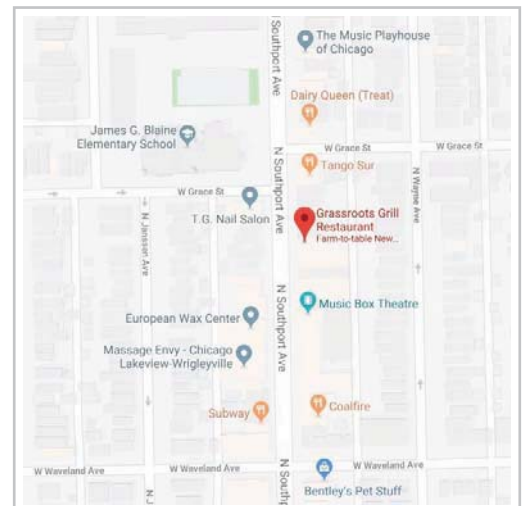 N Southport Ave
The Music Playhouse
of Chicago
Dairy Queen (Treat)
James G. Blaine
Elementary School
W Grace St
W Grace St
Tango Sur
N Southport Ave
N Wayne Ave
W Grace St
T.G. Nail Salon
Grassroots Grill
Restaurant
Farm-to-table New...
N Janssen Ave
Music Box Theatre
European Wax Center
N Southport Ave
Massage Envy - Chicago
Lakeview-Wrigleyville
Subway
Coalfire
W Waveland Ave
W Waveland Ave
W Waveland Ave
N J
N Southp
Bentley's Pet Stuff